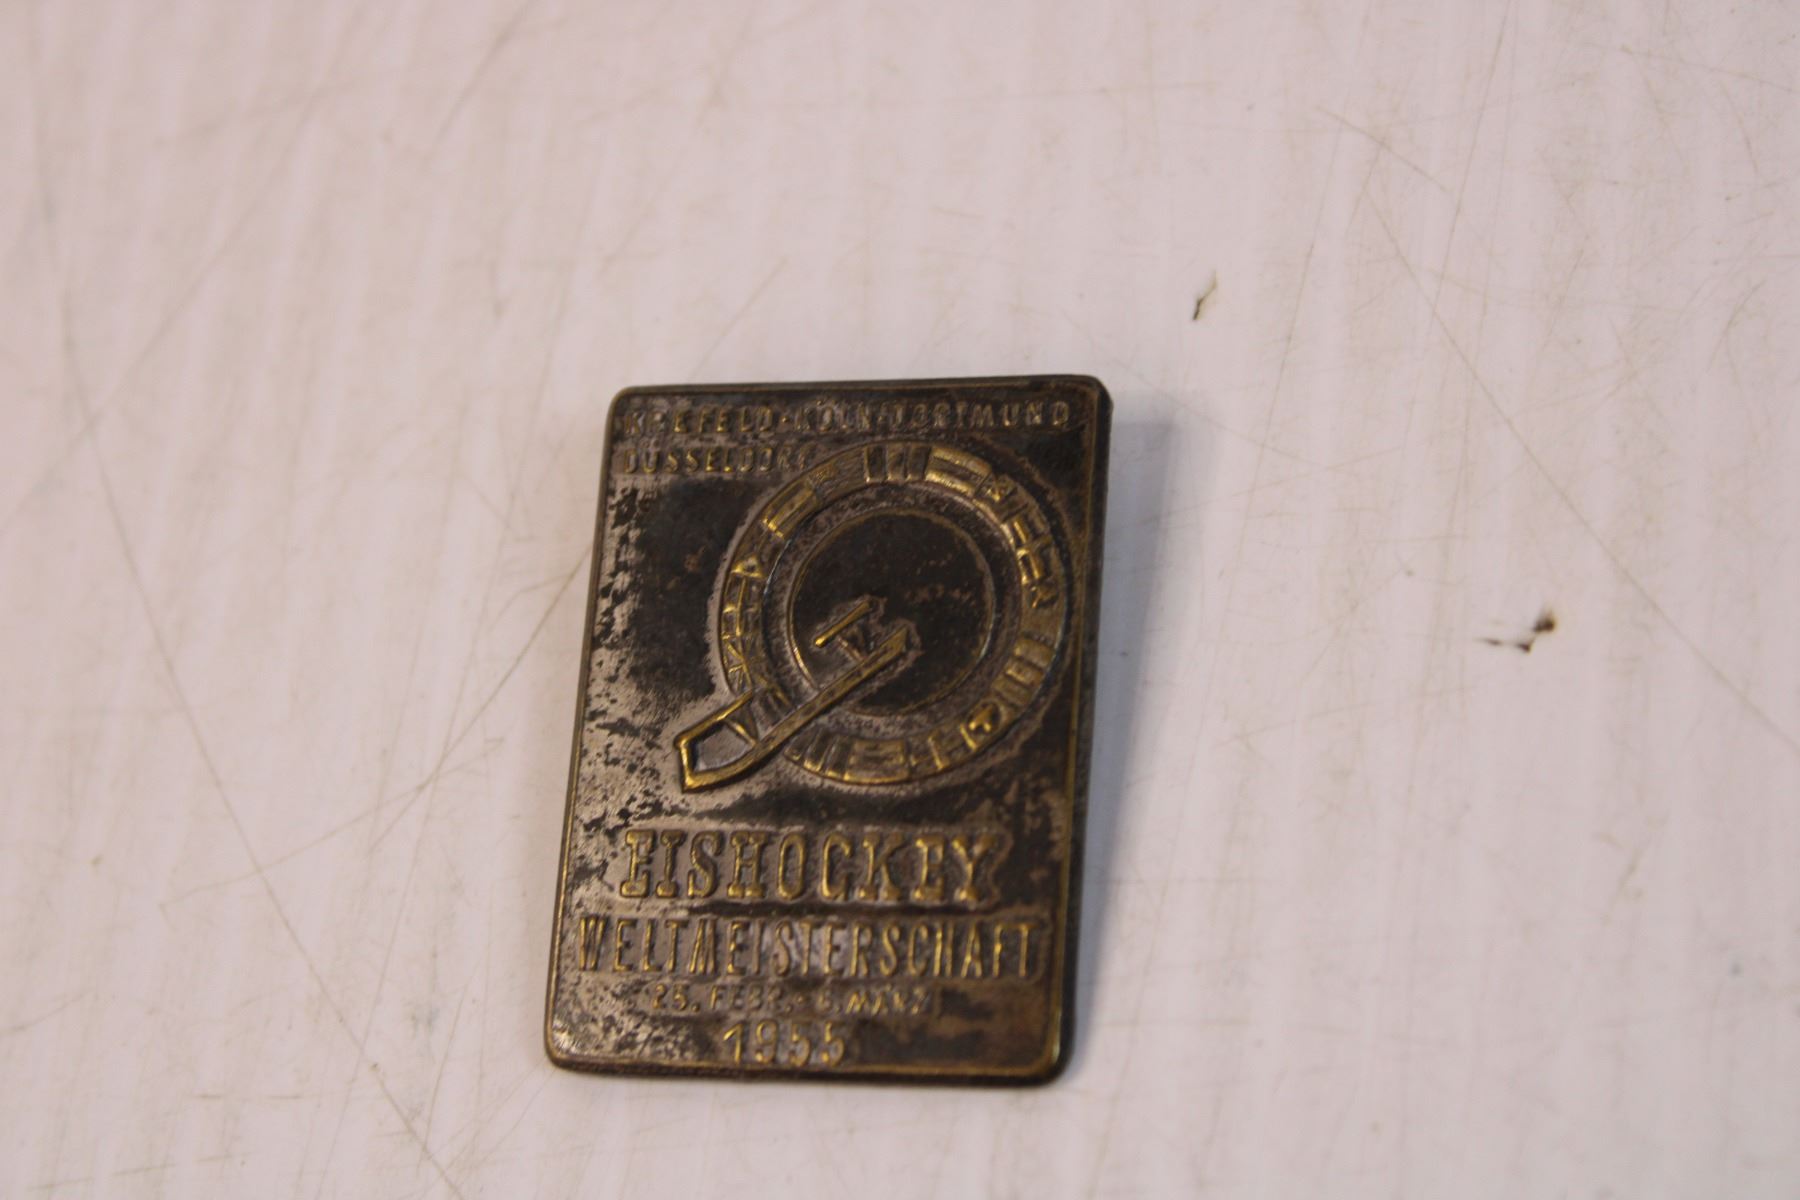 KREFELD-KÖLN-DORTMUND
DÜSSELDORF
EISHOCKEY
WELTMEISTERSCHAFT
25. FEBR.-6. MÄRZ
1955